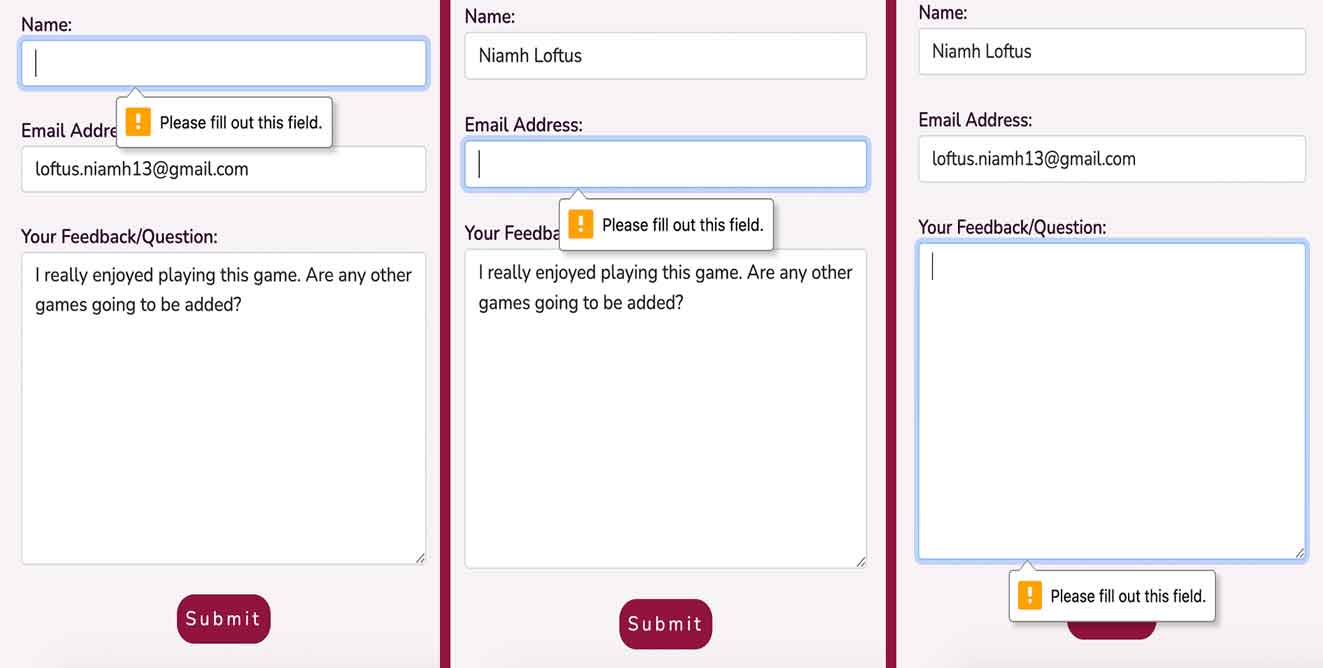 Name:
! Please fill out this field.
Email Addre
loftus.niamh13@gmail.com
Your Feedback/Question:
I really enjoyed playing this game. Are any other
games going to be added?
Submit
Name:
Niamh Loftus
Email Address:
! Please fill out this field.
Your Feedba
I really enjoyed playing this game. Are any other
games going to be added?
Submit
Name:
Niamh Loftus
Email Address:
loftus.niamh13@gmail.com
Your Feedback/Question:
! Please fill out this field.